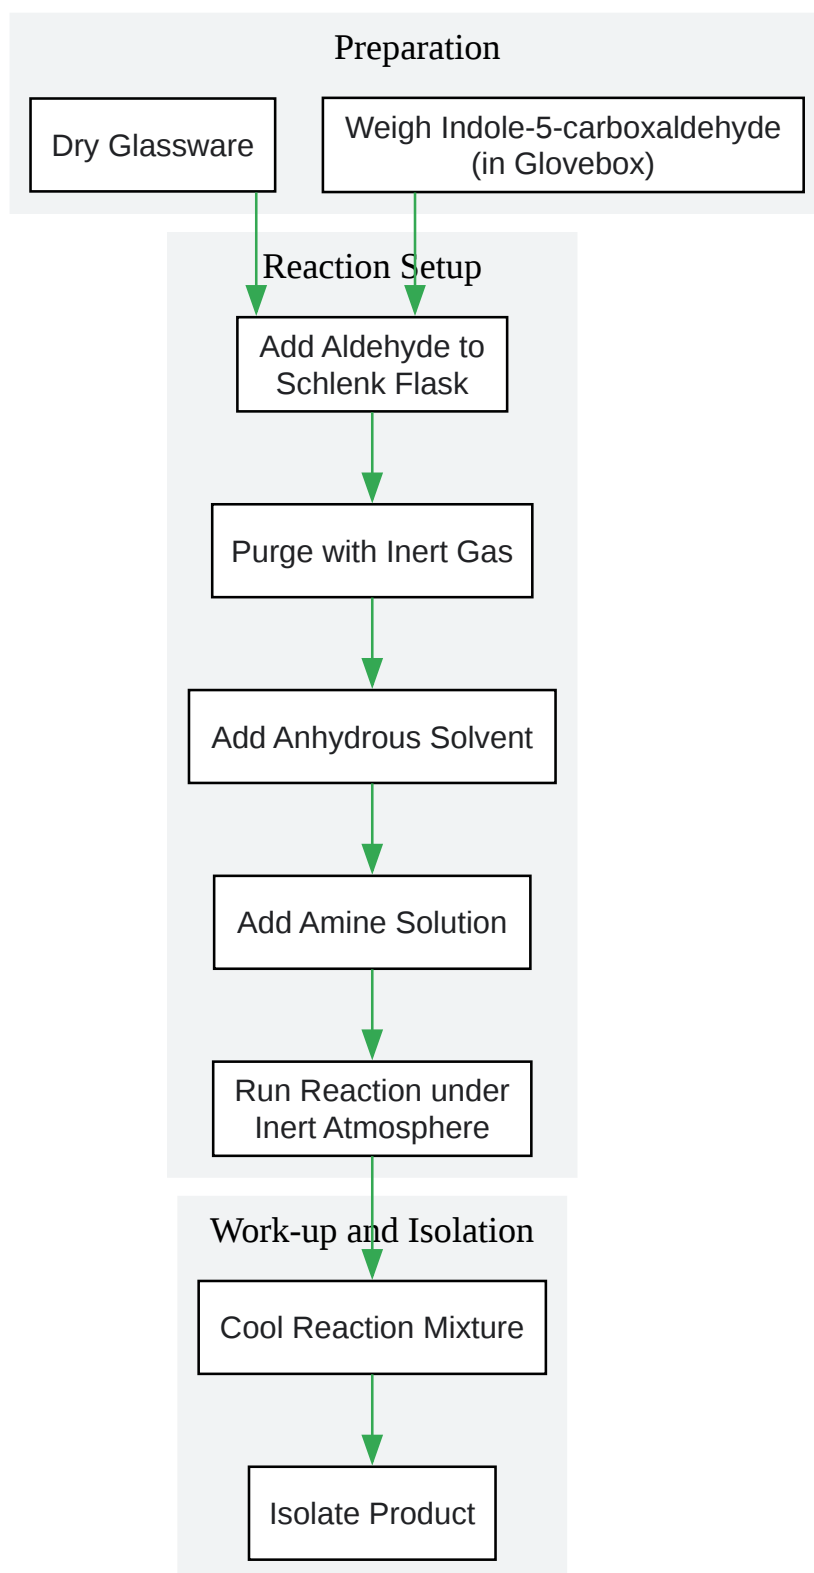 Preparation
Dry Glassware
Weigh Indole-5-carboxaldehyde
(in Glovebox)
Reaction Setup
Add Aldehyde to
Schlenk Flask
Purge with Inert Gas
Add Anhydrous Solvent
Add Amine Solution
Run Reaction under
Inert Atmosphere
Work-up and Isolation
Cool Reaction Mixture
Isolate Product